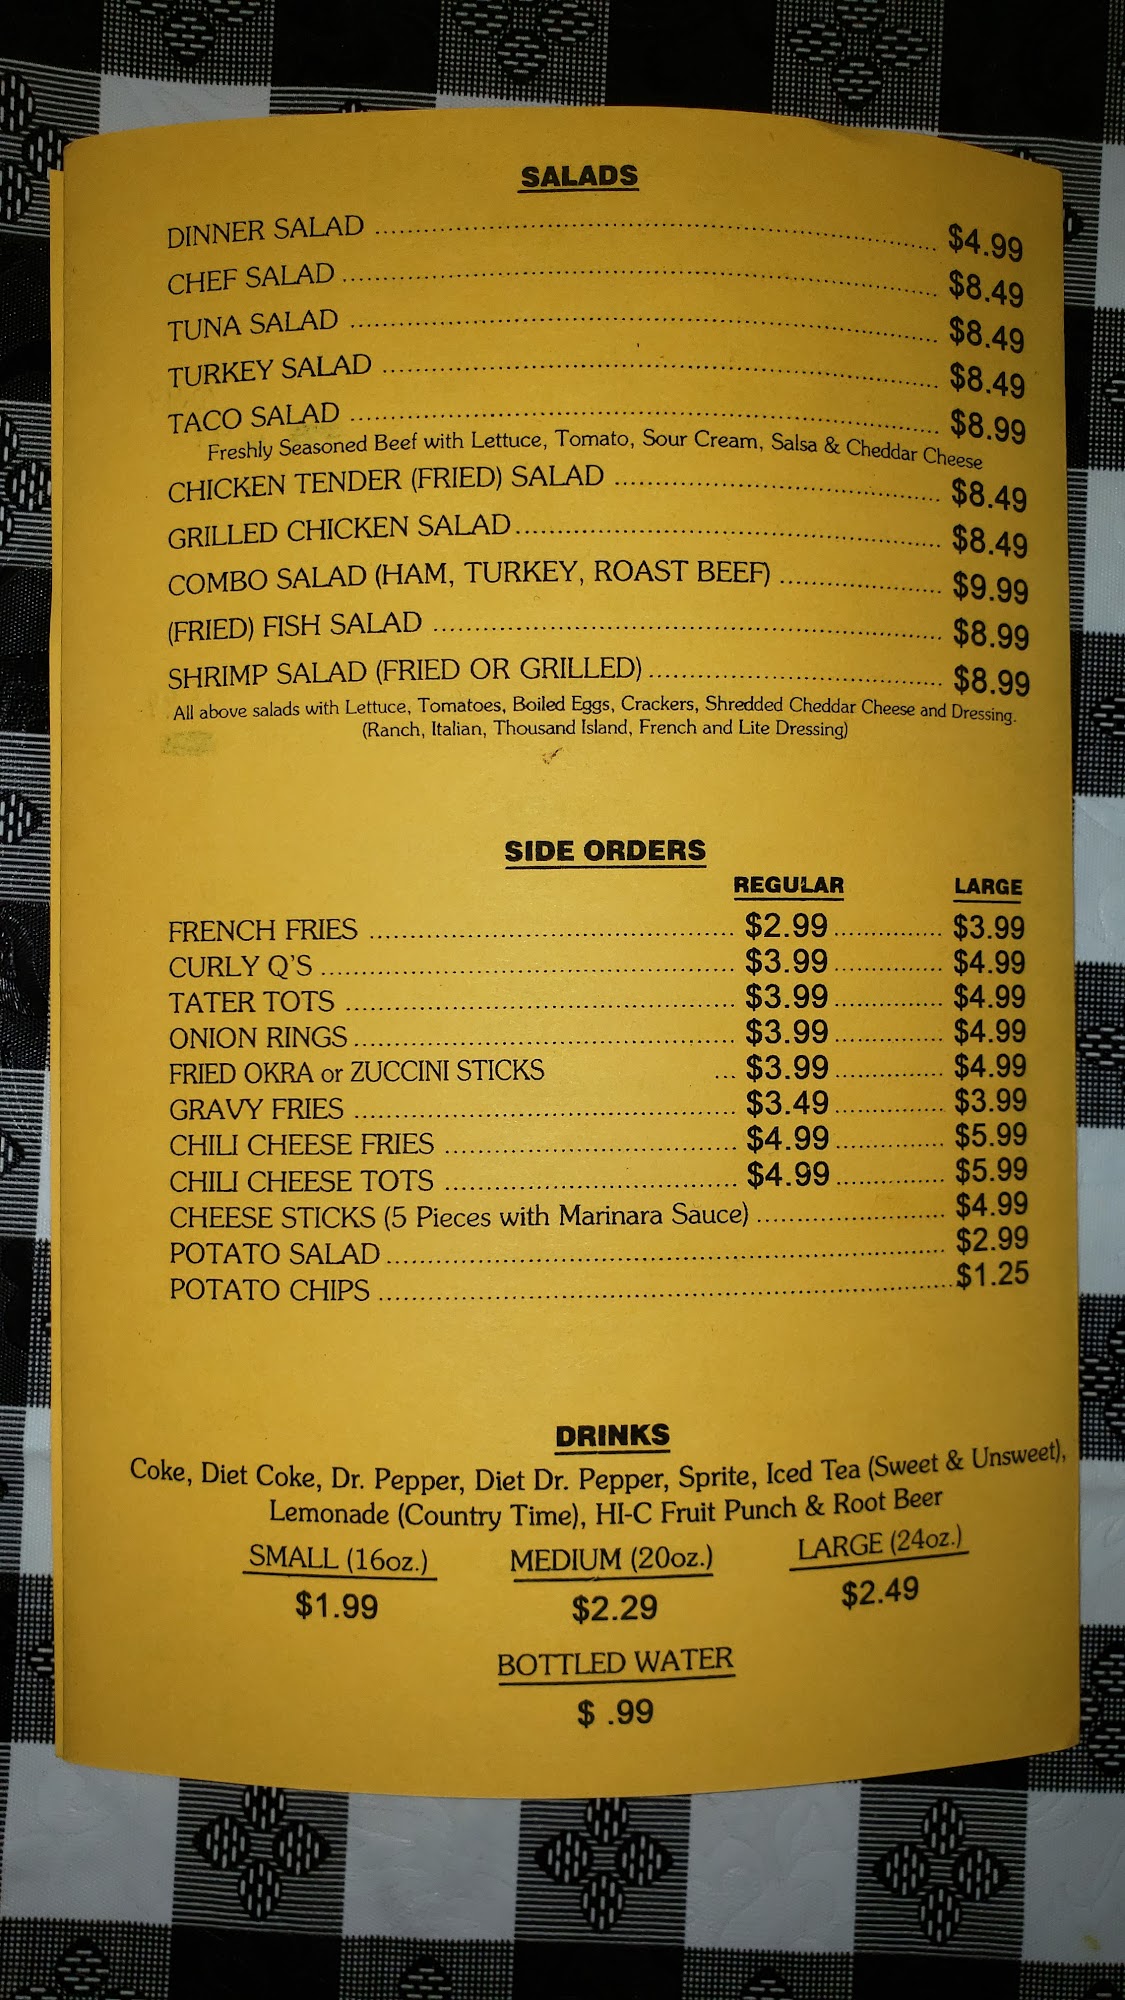 SALADS
DINNER SALAD ........ $4.99
CHEF SALAD ........ $8.49
TUNA SALAD ........ $8.49
TURKEY SALAD ........ $8.49
TACO SALAD ........ $8.99
Freshly Seasoned Beef with Lettuce, Tomato, Sour Cream, Salsa & Cheddar Cheese
CHICKEN TENDER (FRIED) SALAD ........ $8.49
GRILLED CHICKEN SALAD ........ $8.49
COMBO SALAD (HAM, TURKEY, ROAST BEEF) ........ $9.99
(FRIED) FISH SALAD ........ $8.99
SHRIMP SALAD (FRIED OR GRILLED) ........ $8.99
All above salads with Lettuce, Tomatoes, Boiled Eggs, Crackers, Shredded Cheddar Cheese and Dressing.
(Ranch, Italian, Thousand Island, French and Lite Dressing)
SIDE ORDERS
REGULAR LARGE
FRENCH FRIES ........ $2.99 ........ $3.99
CURLY Q'S ........ $3.99 ........ $4.99
TATER TOTS ........ $3.99 ........ $4.99
ONION RINGS ........ $3.99 ........ $4.99
FRIED OKRA or ZUCCINI STICKS ... $3.99 ........ $4.99
GRAVY FRIES ........ $3.49 ........ $3.99
CHILI CHEESE FRIES ........ $4.99 ........ $5.99
CHILI CHEESE TOTS ........ $4.99 ........ $5.99
CHEESE STICKS (5 Pieces with Marinara Sauce) ........ $4.99
POTATO SALAD ........ $2.99
POTATO CHIPS ........ $1.25
DRINKS
Coke, Diet Coke, Dr. Pepper, Diet Dr. Pepper, Sprite, Iced Tea (Sweet & Unsweet),
Lemonade (Country Time), HI-C Fruit Punch & Root Beer
SMALL (16oz.) MEDIUM (20oz.) LARGE (24oz.)
$1.99 $2.29 $2.49
BOTTLED WATER
$ .99